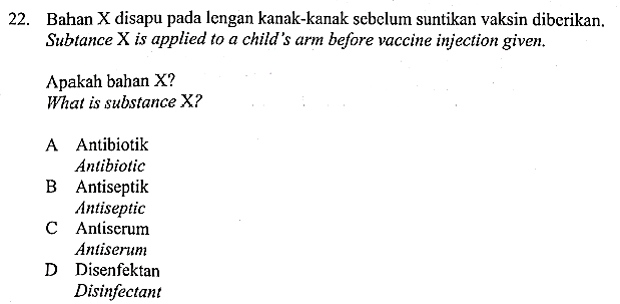 22. Bahan X disapu pada lengan kanak-kanak sebelum suntikan vaksin diberikan.
Subtance X is applied to a child's arm before vaccine injection given.
Apakah bahan X?
What is substance X?
A Antibiotik
Antibiotic
B Antiseptik
Antiseptic
C Antiserum
Antiserum
D Disenfektan
Disinfectant